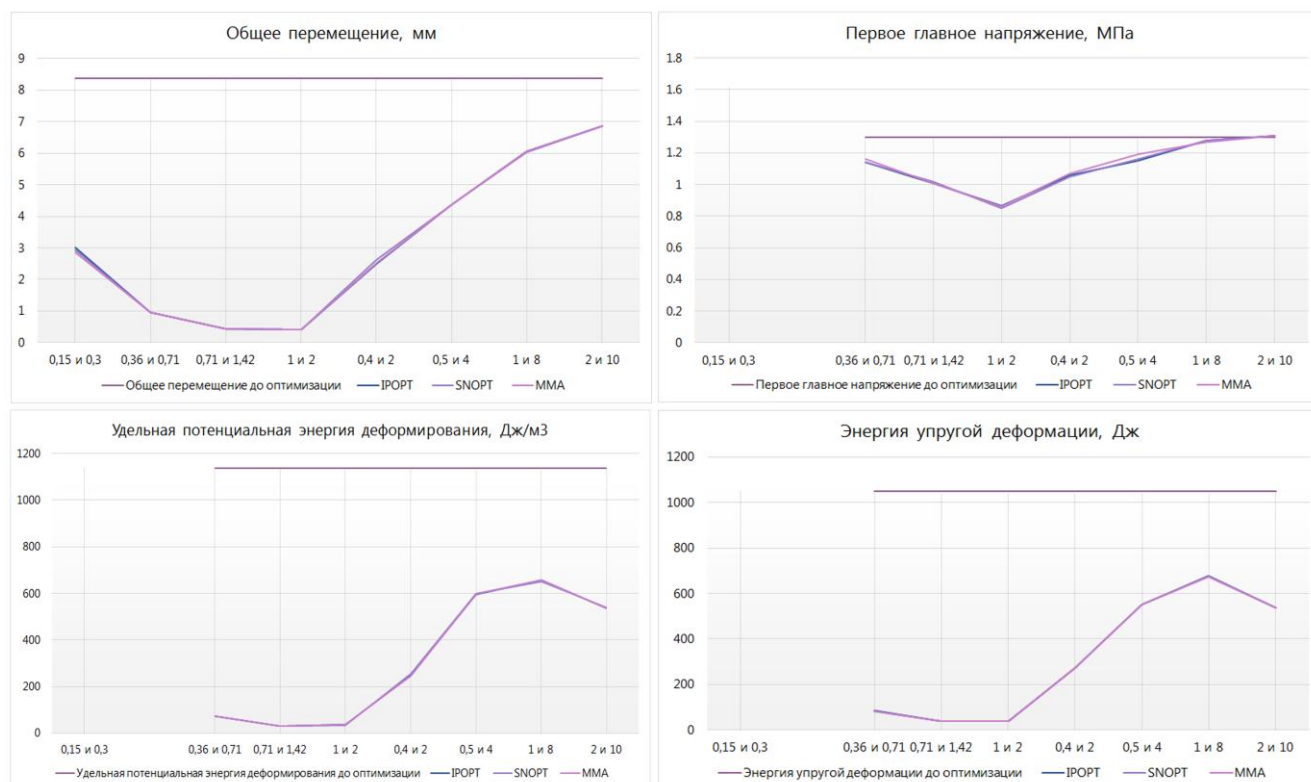 Общее перемещение, мм
9
8
7
6
5
4
3
2
1
0
0,15 и 0,3 0,36 и 0,71 0,71 и 1,42 1 и 2 0,4 и 2 0,5 и 4 1 и 8 2 и 10
Общее перемещение до оптимизации IPOPT SNOPT MMA
Первое главное напряжение, МПа
1.8
1.6
1.4
1.2
1
0.8
0.6
0.4
0.2
0
0,15 и 0,3 0,36 и 0,71 0,71 и 1,42 1 и 2 0,4 и 2 0,5 и 4 1 и 8 2 и 10
Первое главное напряжение до оптимизации IPOPT SNOPT MMA
Удельная потенциальная энергия деформирования, Дж/м3
1200
1000
800
600
400
200
0
0,15 и 0,3 0,36 и 0,71 0,71 и 1,42 1 и 2 0,4 и 2 0,5 и 4 1 и 8 2 и 10
Удельная потенциальная энергия деформирования до оптимизации IPOPT SNOPT MMA
Энергия упругой деформации, Дж
1200
1000
800
600
400
200
0
0,15 и 0,3 0,36 и 0,71 0,71 и 1,42 1 и 2 0,4 и 2 0,5 и 4 1 и 8 2 и 10
Энергия упругой деформации до оптимизации IPOPT SNOPT MMA